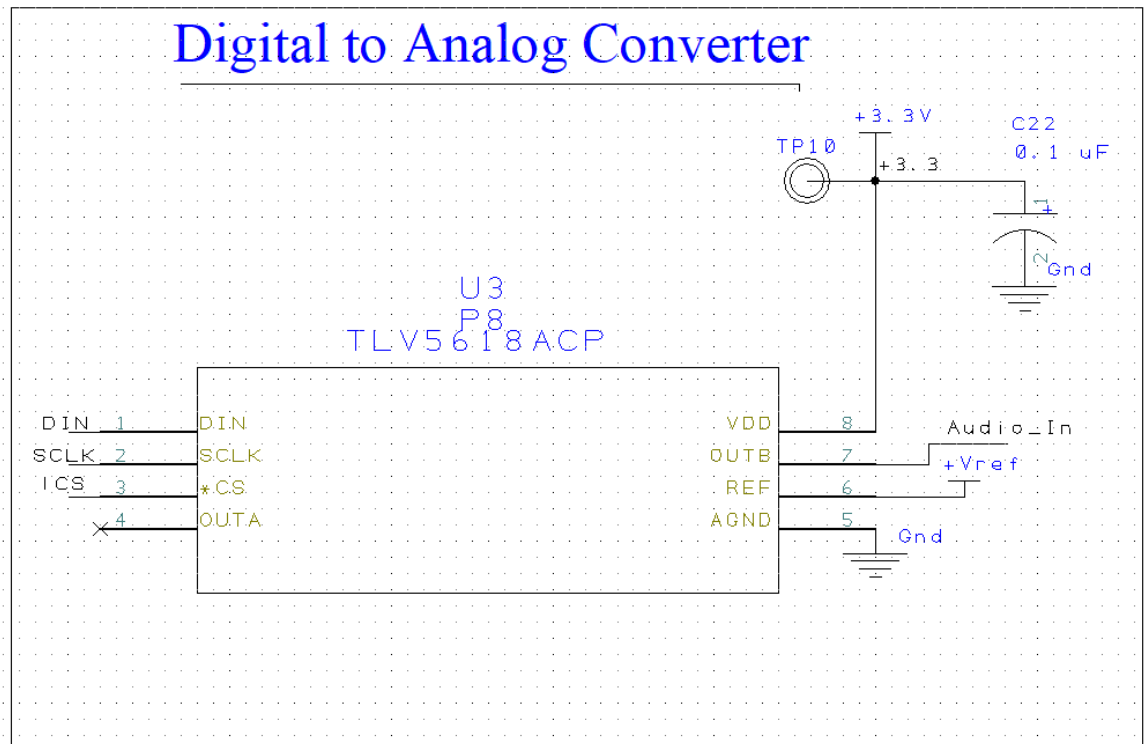 Digital to Analog Converter
+3.3V
C22
0.1 uF
TP10
+3.3
1
+
2
Gnd
U3
P8
TLV5618ACP
DIN 1 DIN
VDD 8
Audio_In
SCLK 2 SCLK
OUTB 7
+Vref
ICS 3 *CS
REF 6
4 OUTA
AGND 5
Gnd